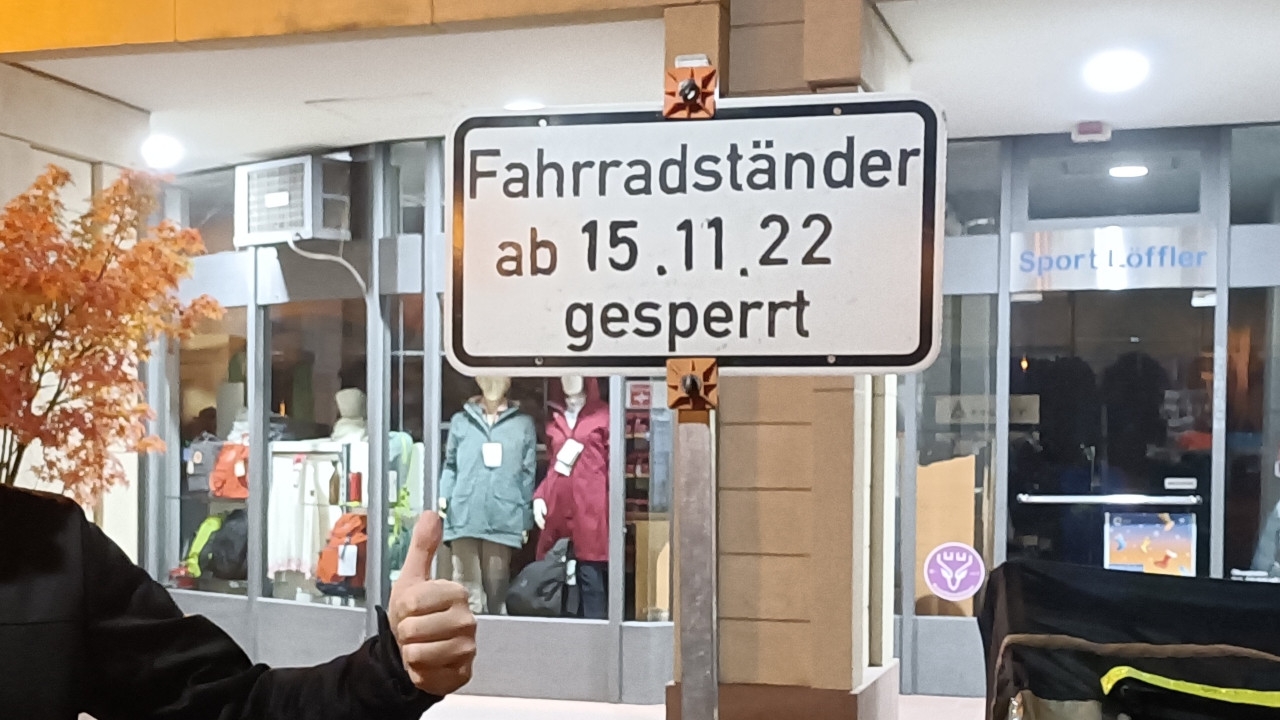 Fahrradständer
ab 15.11.22
gesperrt
Sport Löffler